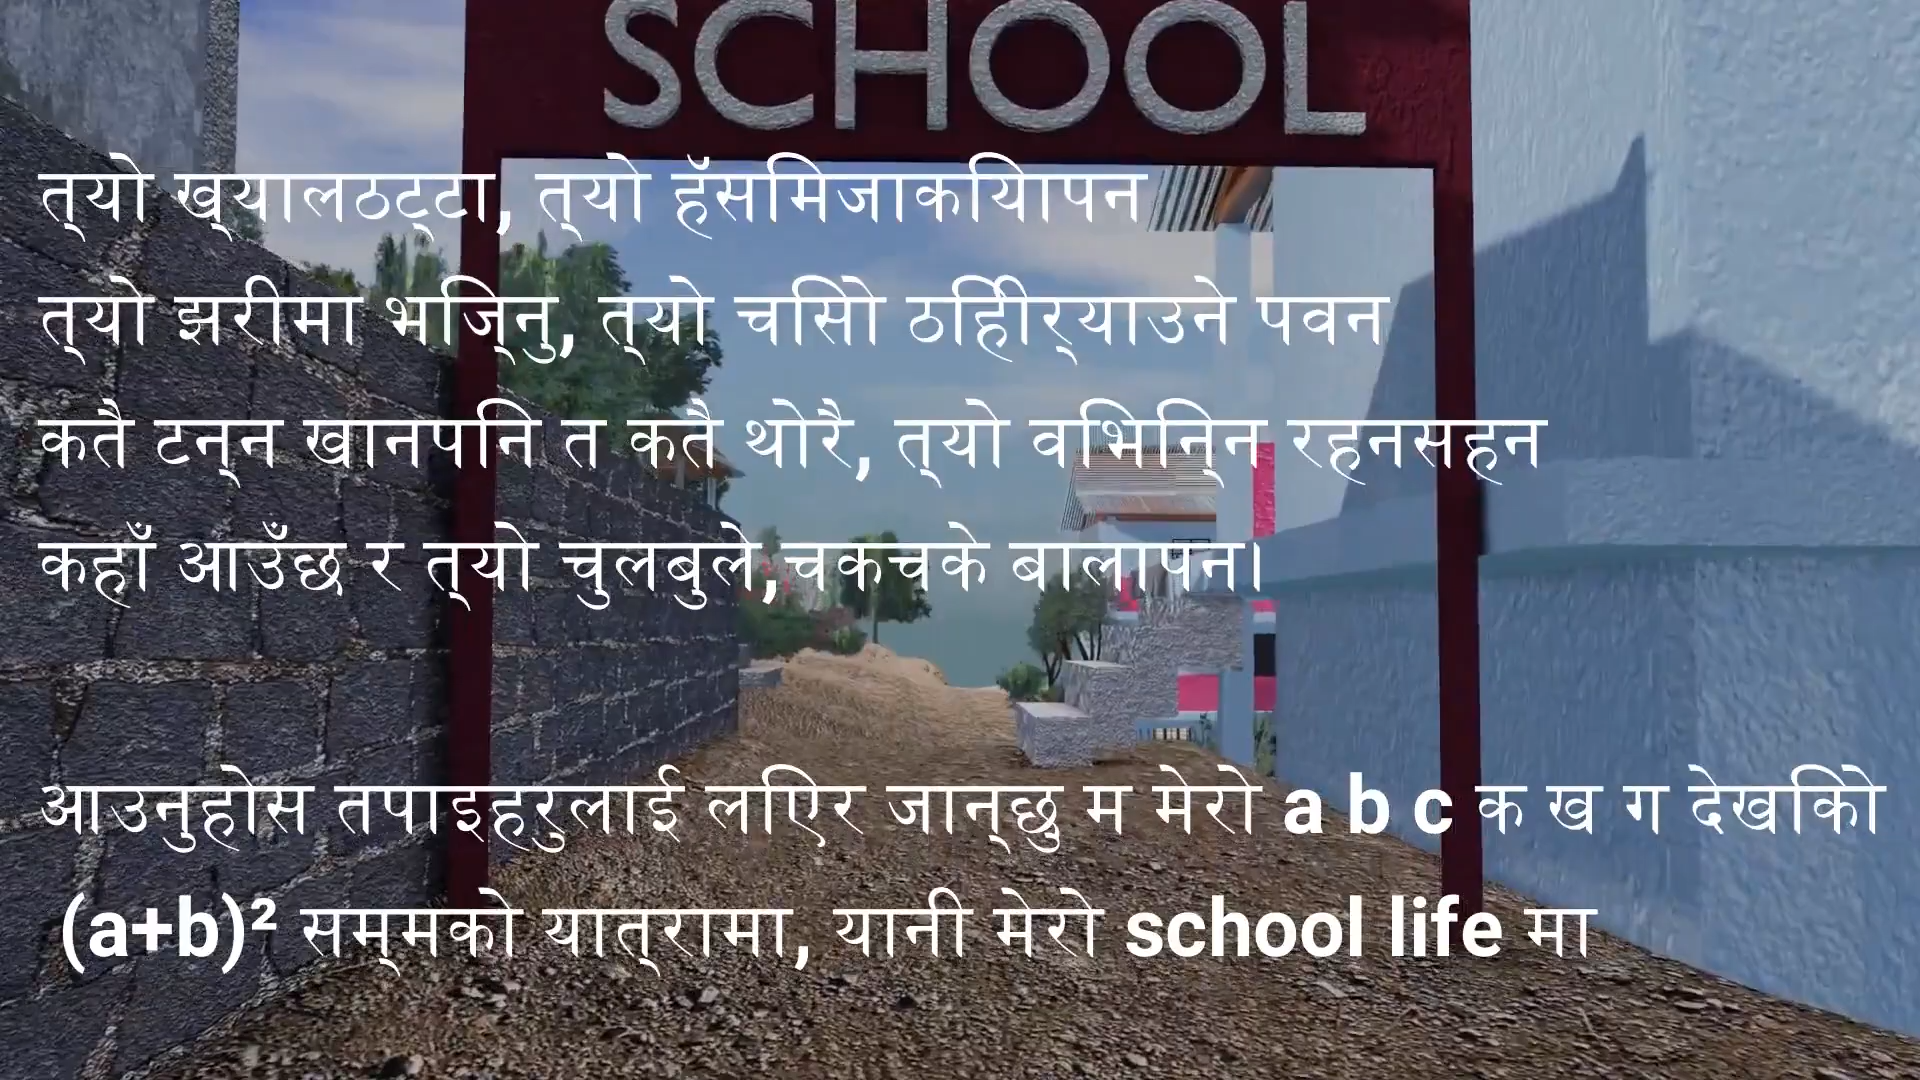 SCHOOL
त्यो ख्यालठट्टा, त्यो हॅसमिजाकयािपन
त्यो झरीमा भज्निु, त्यो चसिो ठहिर्‍याउने पवन
कतै टन्न खानपनि त कतै थोरै, त्यो वभिन्नि रहनसहन
कहाँ आउँछ र त्यो चुलबुले,चकचके बालापन।
आउनुहोस तपाइहरुलाई लएिर जान्छु म मेरो a b c क ख ग देखकिो
(a+b)² सम्मको यात्रामा, यानी मेरो school life मा